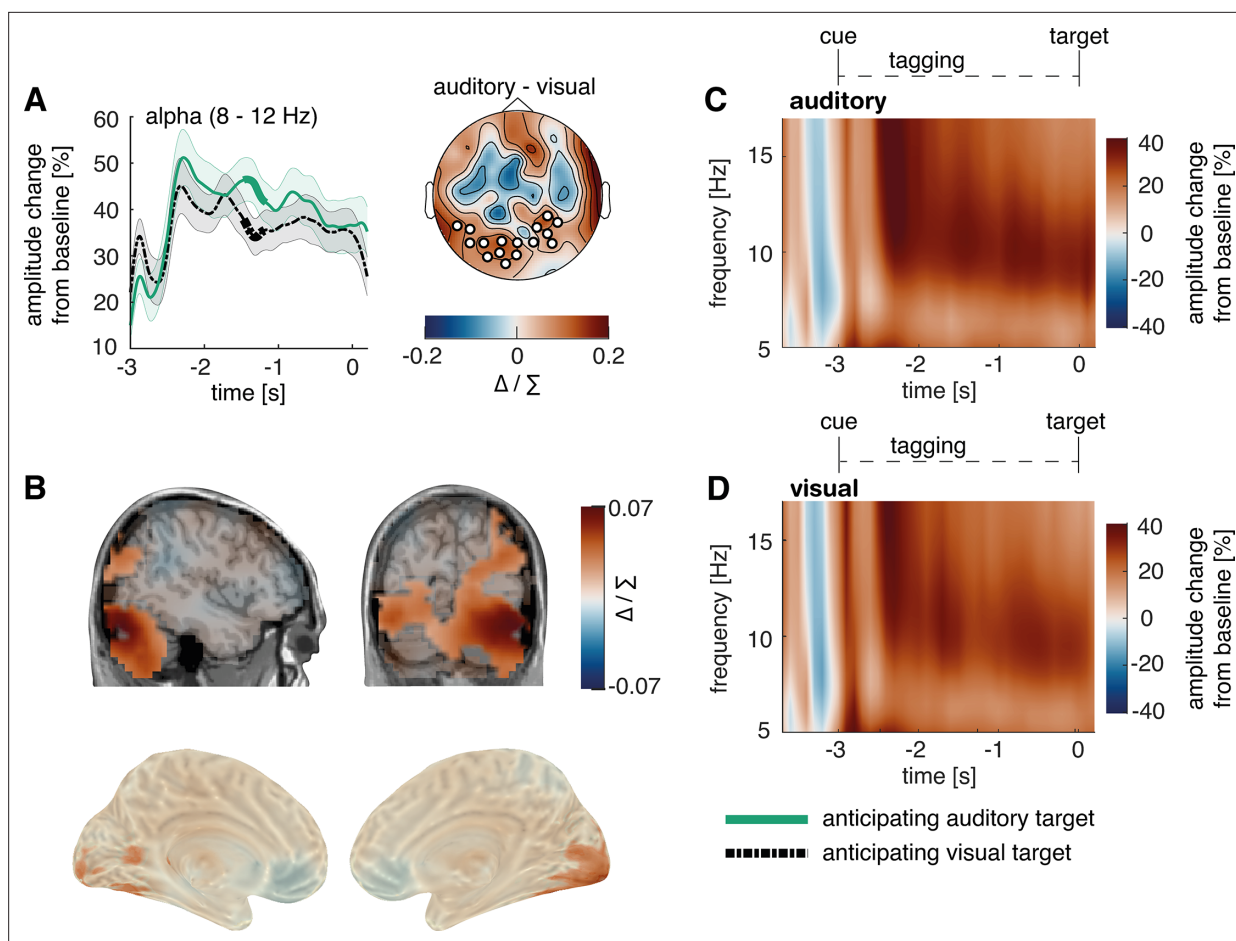 A
alpha (8 - 12 Hz)
amplitude change
from baseline [%]
60
50
40
30
20
10
-3
-2
-1
0
time [s]
auditory - visual
-0.2
0
0.2
Δ / Σ
B
0.07
Δ / Σ
-0.07
cue
target
tagging
C
auditory
frequency [Hz]
15
10
5
-3
-2
-1
0
time [s]
40
20
0
-20
-40
amplitude change
from baseline [%]
cue
target
tagging
D
visual
frequency [Hz]
15
10
5
-3
-2
-1
0
time [s]
40
20
0
-20
-40
amplitude change
from baseline [%]
anticipating auditory target
anticipating visual target